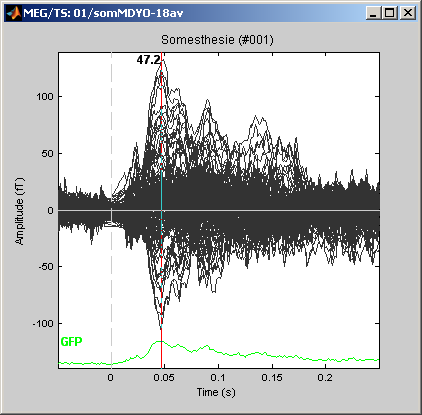 MEG/TS: 01/somMDYO-18av
Somesthesie (#001)
47.2
100
50
0
-50
-100
Amplitude (fT)
GFP
0
0.05
0.1
0.15
0.2
Time (s)